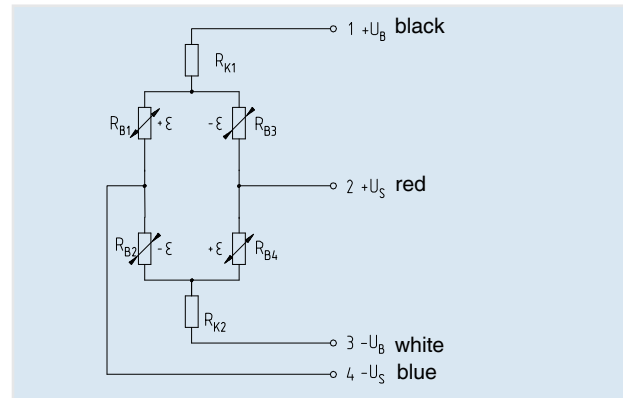 1 +U_B black
R_K1
R_B1 +ε -ε R_B3
2 +U_S red
R_B2 -ε +ε R_B4
R_K2
3 -U_B white
4 -U_S blue